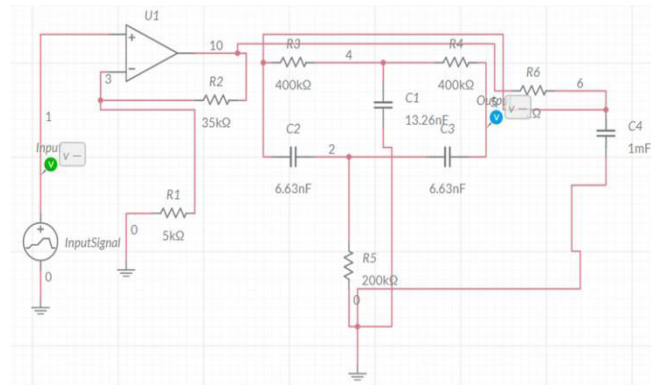 U1
+
10
R3
4
R4
3
−
R2
400kΩ
C1
400kΩ
R6
6
35kΩ
13.26nF
Ω
C4
1
C2
2
C3
1mF
Input
V
V −
6.63nF
6.63nF
V
V −
R1
0
5kΩ
+
InputSignal
R5
200kΩ
0
0